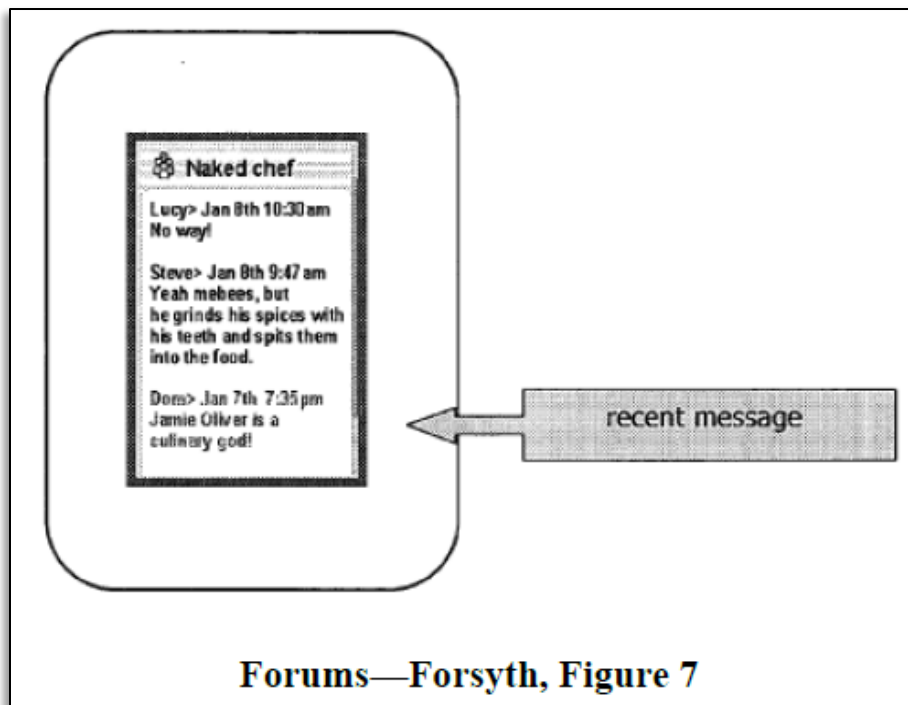 Naked chef
Lucy> Jan 8th 10:30 am
No way!
Steve> Jan 8th 9:47 am
Yeah mebees, but
he grinds his spices with
his teeth and spits them
into the food.
Dom> Jan 7th 7:35 pm
Jamie Oliver is a
culinary god!
recent message
Forums—Forsyth, Figure 7